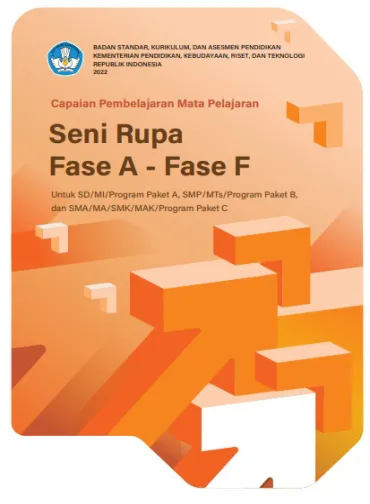 BADAN STANDAR, KURIKULUM, DAN ASESMEN PENDIDIKAN
KEMENTERIAN PENDIDIKAN, KEBUDAYAAN, RISET, DAN TEKNOLOGI
REPUBLIK INDONESIA
2022
Capaian Pembelajaran Mata Pelajaran
Seni Rupa
Fase A - Fase F
Untuk SD/MI/Program Paket A, SMP/MTs/Program Paket B,
dan SMA/MA/SMK/MAK/Program Paket C